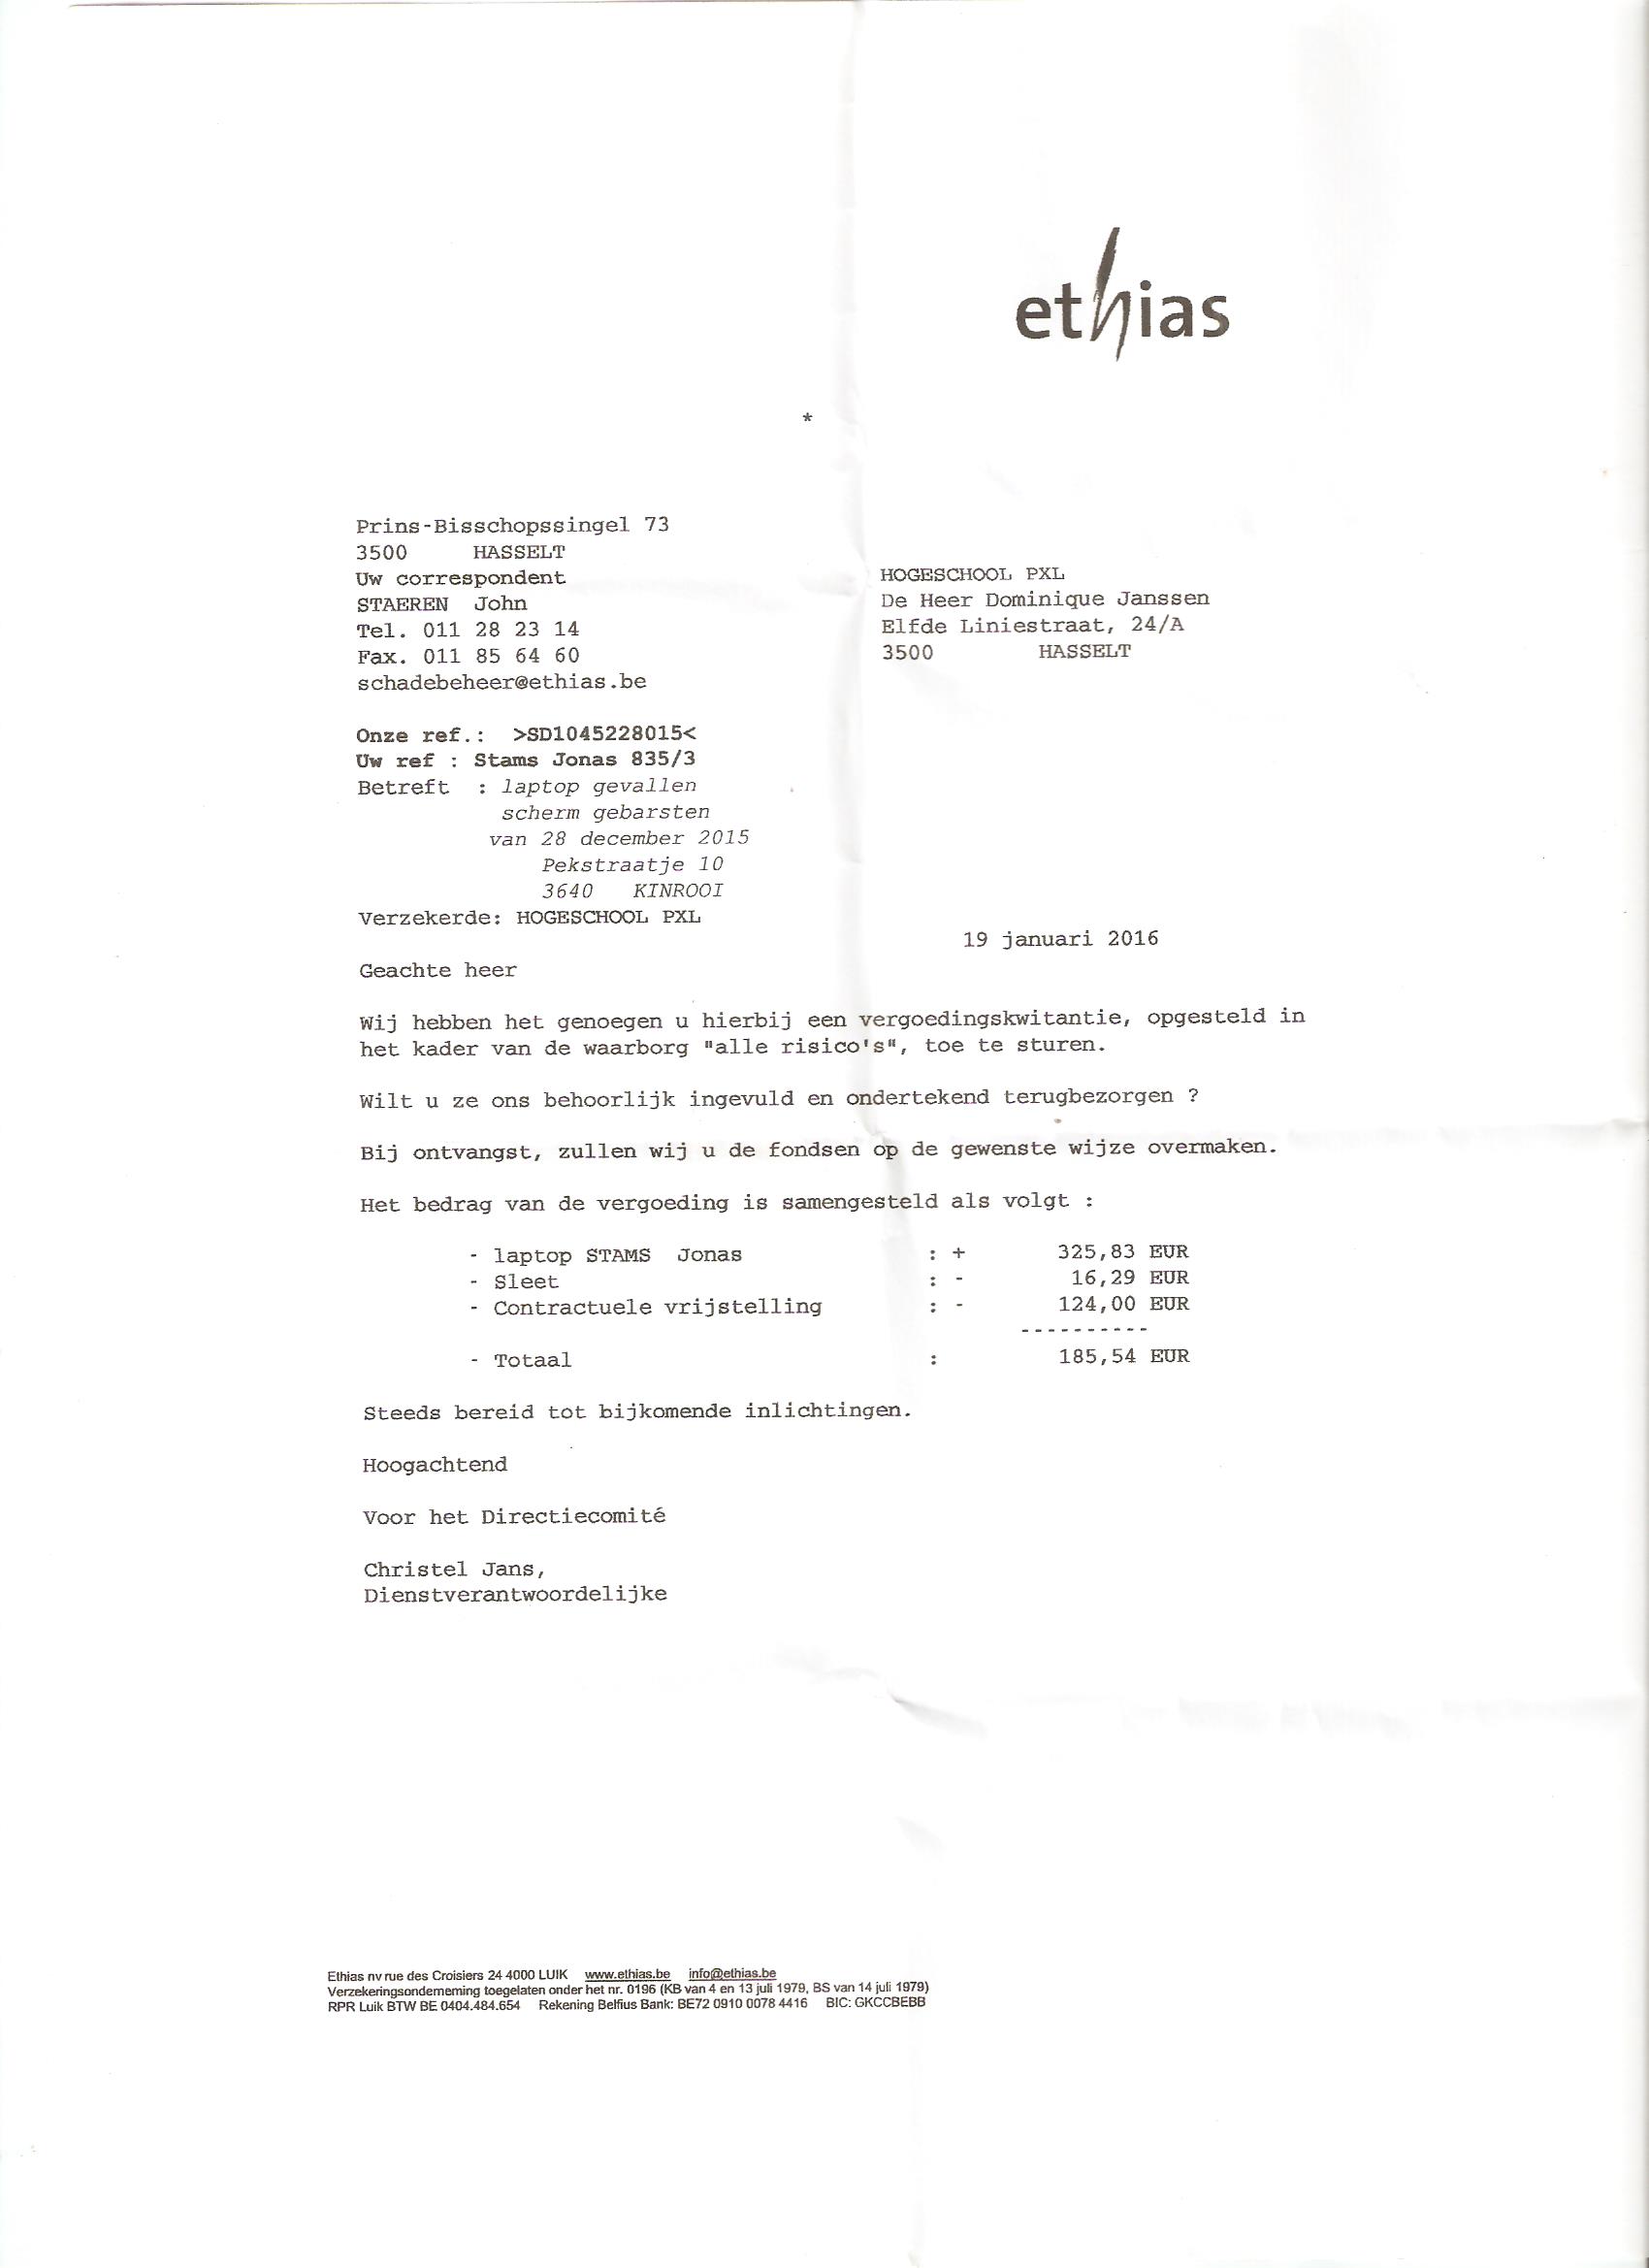 ethias
*
Prins-Bisschopssingel 73
3500 HASSELT
Uw correspondent
STAEREN John
Tel. 011 28 23 14
Fax. 011 85 64 60
schadebeheer@ethias.be
HOGESCHOOL PXL
De Heer Dominique Janssen
Elfde Liniestraat, 24/A
3500 HASSELT
Onze ref.: >SD1045228015<
Uw ref : Stams Jonas 835/3
Betreft : laptop gevallen
scherm gebarsten
van 28 december 2015
Pekstraatje 10
3640 KINROOI
Verzekerde: HOGESCHOOL PXL
19 januari 2016
Geachte heer
Wij hebben het genoegen u hierbij een vergoedingskwitantie, opgesteld in
het kader van de waarborg "alle risico's", toe te sturen.
Wilt u ze ons behoorlijk ingevuld en ondertekend terugbezorgen ?
Bij ontvangst, zullen wij u de fondsen op de gewenste wijze overmaken.
Het bedrag van de vergoeding is samengesteld als volgt :
- laptop STAMS Jonas : + 325,83 EUR
- Sleet : - 16,29 EUR
- Contractuele vrijstelling : - 124,00 EUR
----------
- Totaal : 185,54 EUR
Steeds bereid tot bijkomende inlichtingen.
Hoogachtend
Voor het Directiecomité
Christel Jans,
Dienstverantwoordelijke
Ethias nv rue des Croisiers 24 4000 LUIK www.ethias.be info@ethias.be
Verzekeringsonderneming toegelaten onder het nr. 0196 (KB van 4 en 13 juli 1979, BS van 14 juli 1979)
RPR Luik BTW BE 0404.484.654 Rekening Belfius Bank: BE72 0910 0078 4416 BIC: GKCCBEBB